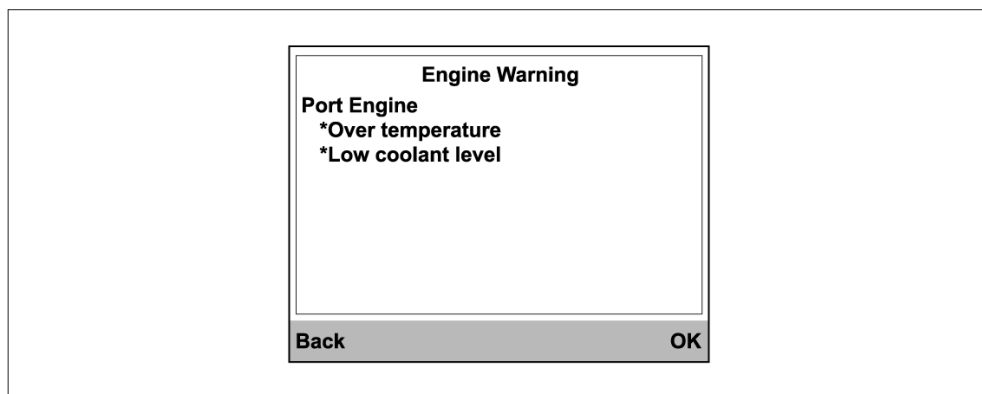 Engine Warning
Port Engine
*Over temperature
*Low coolant level
Back OK